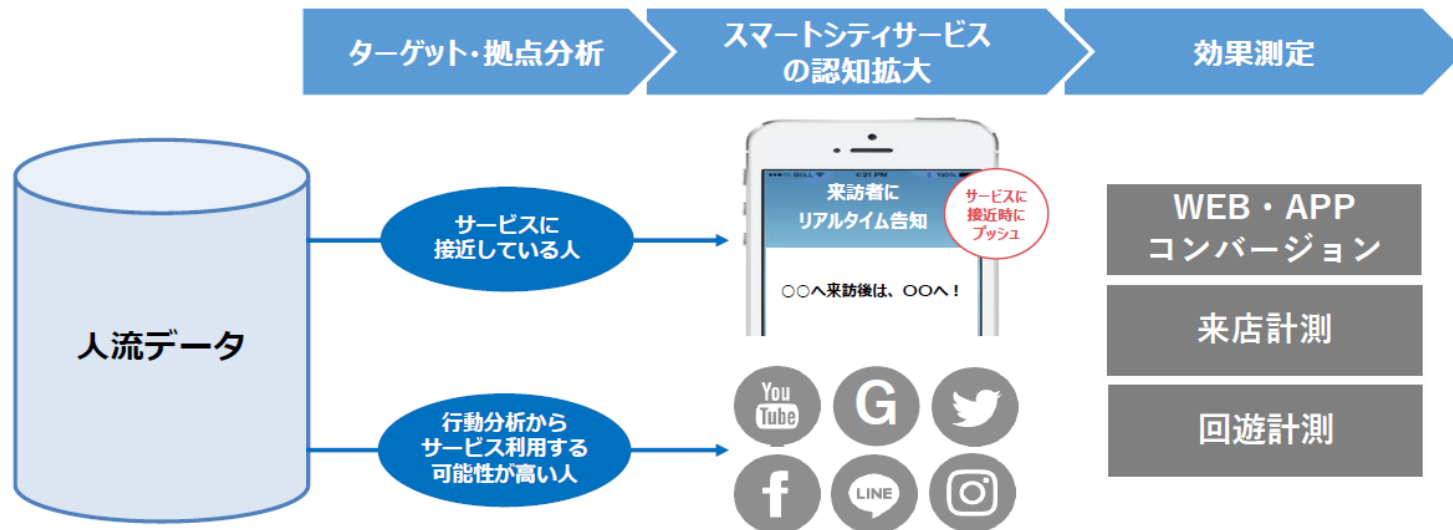 ターゲット・拠点分析
スマートシティサービス
の認知拡大
効果測定
人流データ
サービスに
接近している人
行動分析から
サービス利用する
可能性が高い人
BELL
4:21 PM
100%
来訪者に
リアルタイム告知
サービスに
接近時に
プッシュ
○○へ来訪後は、○○へ！
You
Tube
G
f
LINE
WEB・APP
コンバージョン
来店計測
回遊計測